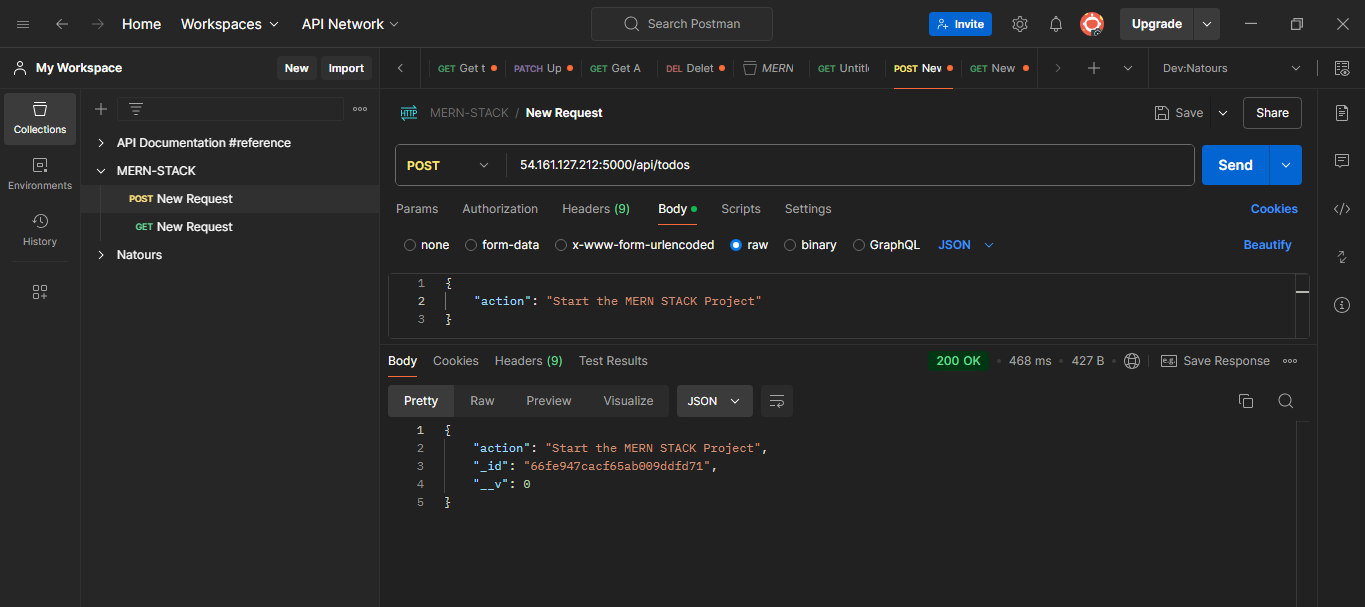 Home Workspaces API Network Search Postman Invite Upgrade
My Workspace New Import GET Get t PATCH Up GET Get A DEL Delet MERN GET Untitl POST New GET New Dev:Natours
Collections
Environments
History
API Documentation #reference
MERN-STACK
POST New Request
GET New Request
Natours
HTTP MERN-STACK / New Request Save Share
POST 54.161.127.212:5000/api/todos Send
Params Authorization Headers (9) Body Scripts Settings Cookies
none form-data x-www-form-urlencoded raw binary GraphQL JSON Beautify
1 {
2 "action": "Start the MERN STACK Project"
3 }
Body Cookies Headers (9) Test Results 200 OK 468 ms 427 B e.g. Save Response
Pretty Raw Preview Visualize JSON
1 {
2 "action": "Start the MERN STACK Project",
3 "_id": "66fe947cacf65ab009ddfd71",
4 "__v": 0
5 }